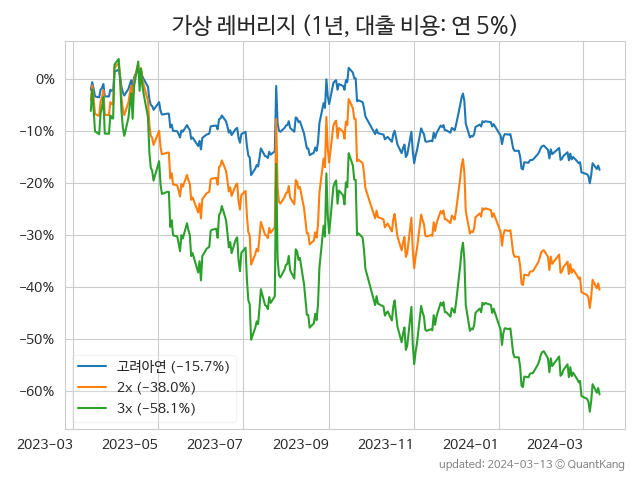 가상 레버리지 (1년, 대출 비용: 연 5%)
0%
−10%
−20%
−30%
−40%
−50%
−60%
고려아연 (−15.7%)
2x (−38.0%)
3x (−58.1%)
2023-03 2023-05 2023-07 2023-09 2023-11 2024-01 2024-03
updated: 2024-03-13 © QuantKang